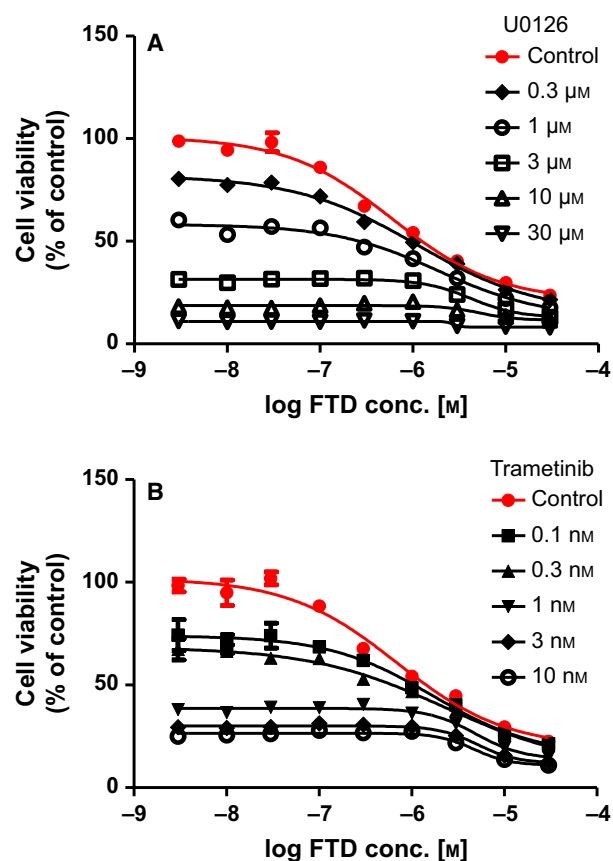 A
U0126
Control
0.3 μM
1 μM
3 μM
10 μM
30 μM
150
100
50
0
Cell viability
(% of control)
–9 –8 –7 –6 –5 –4
log FTD conc. [M]
B
Trametinib
Control
0.1 nM
0.3 nM
1 nM
3 nM
10 nM
150
100
50
0
Cell viability
(% of control)
–9 –8 –7 –6 –5 –4
log FTD conc. [M]